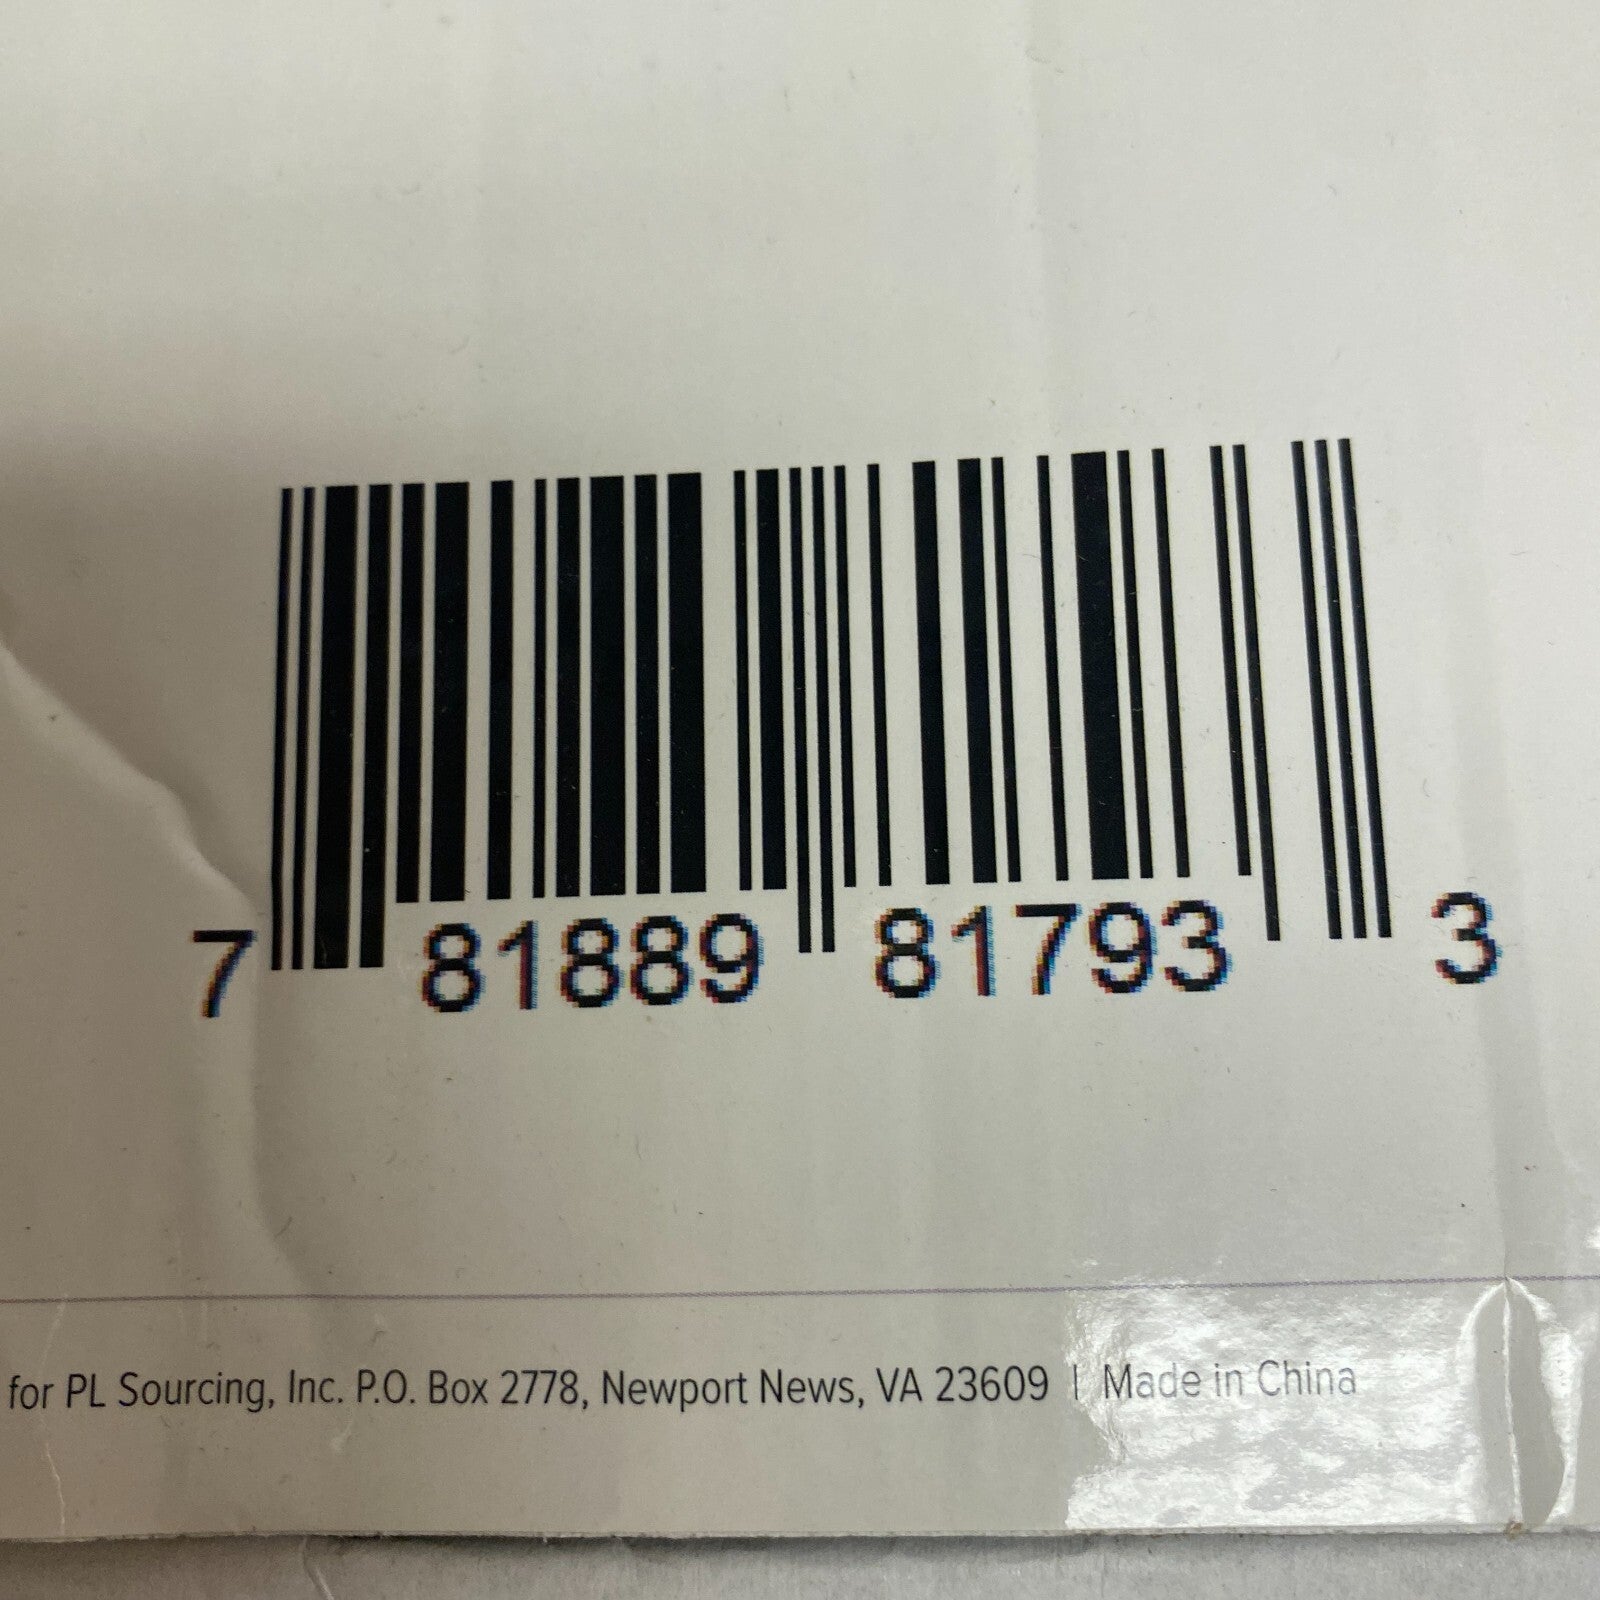 7 81889 81793 3
for PL Sourcing, Inc. P.O. Box 2778, Newport News, VA 23609 | Made in China